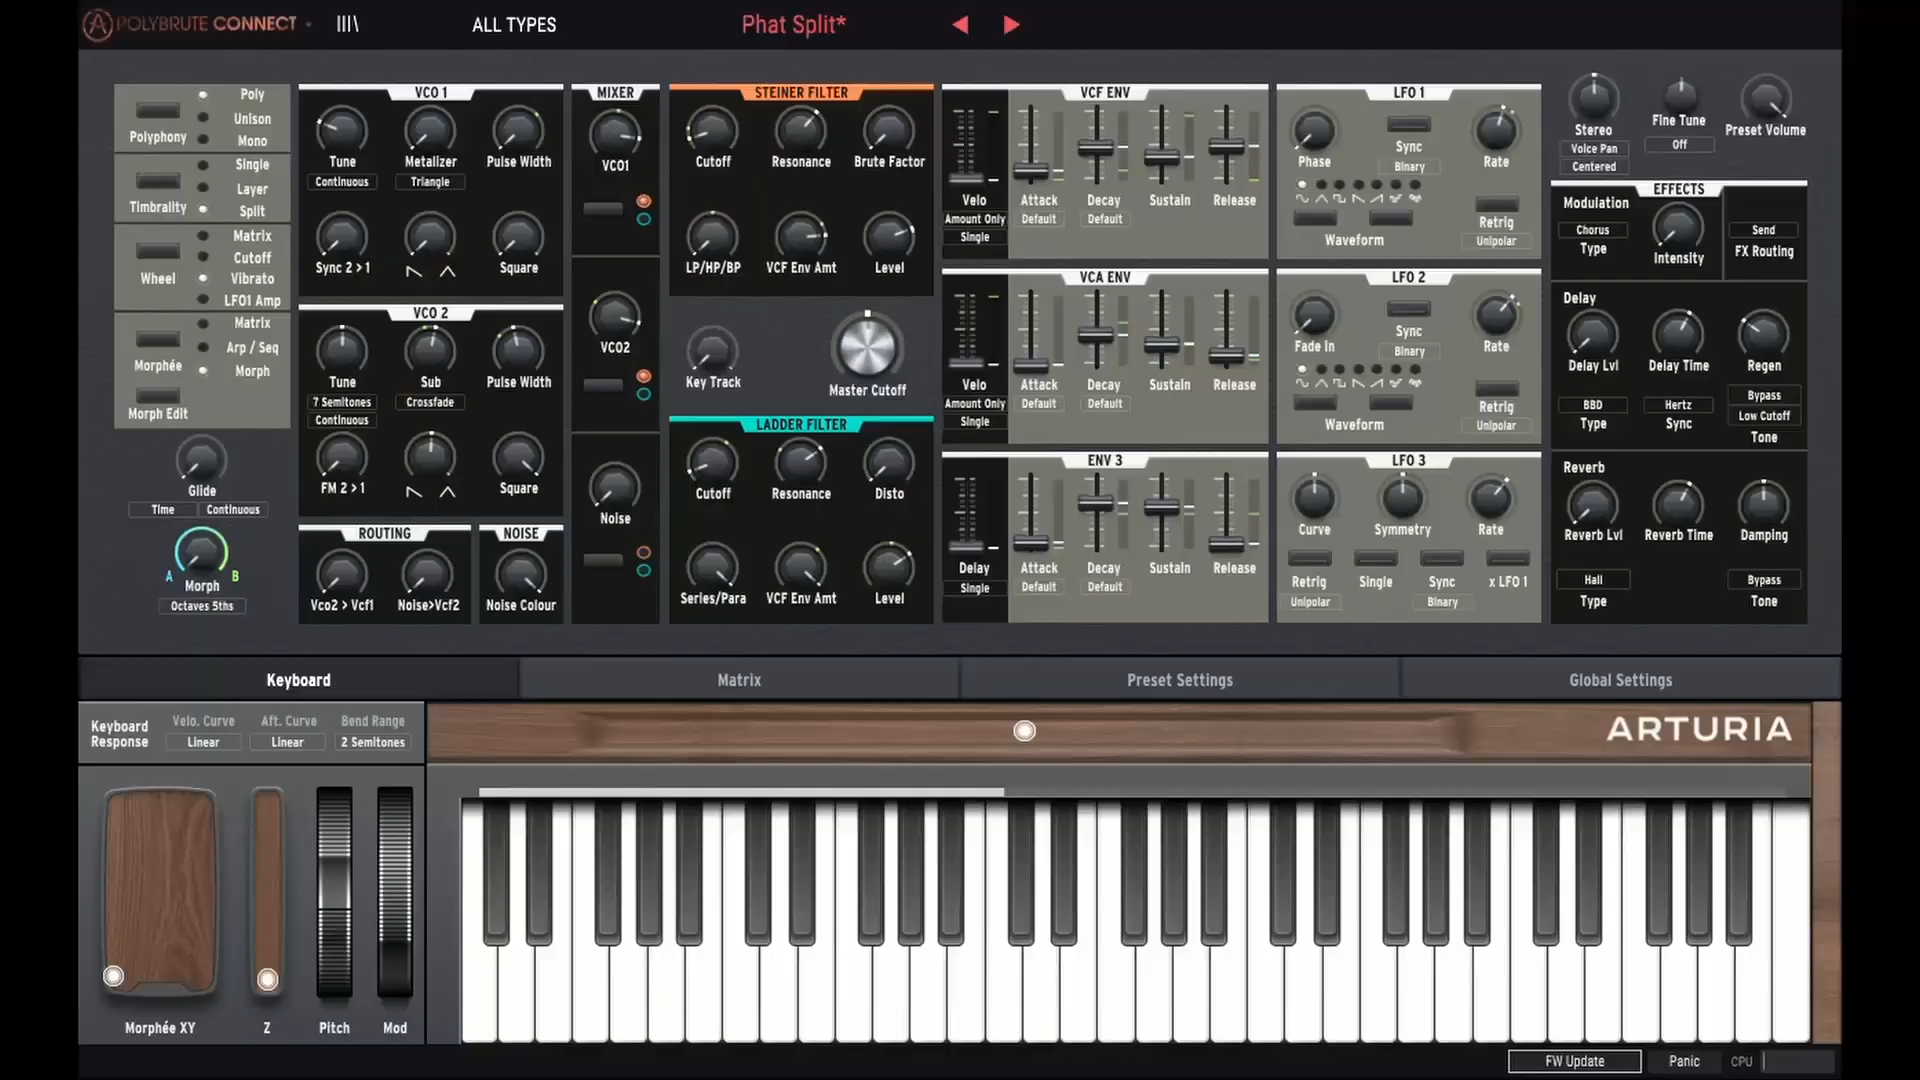 POLYBRUTE CONNECT
ALL TYPES
Phat Split*
Polyphony
Poly
Unison
Mono
Timbrality
Single
Layer
Split
Wheel
Matrix
Cutoff
Vibrato
LFO1 Amp
Morphée
Matrix
Arp / Seq
Morph
Morph Edit
Glide
Time
Continuous
A
B
Morph
Octaves 5ths
VCO 1
Tune
Metalizer
Pulse Width
Continuous
Triangle
Sync 2 > 1
Square
VCO 2
Tune
Sub
Pulse Width
7 Semitones
Crossfade
Continuous
FM 2 > 1
Square
ROUTING
Vco2 > Vcf1
Noise>Vcf2
NOISE
Noise Colour
MIXER
VCO1
VCO2
Noise
STEINER FILTER
Cutoff
Resonance
Brute Factor
LP/HP/BP
VCF Env Amt
Level
Key Track
Master Cutoff
LADDER FILTER
Cutoff
Resonance
Disto
Series/Para
VCF Env Amt
Level
VCF ENV
Velo
Attack
Decay
Sustain
Release
Amount Only
Default
Default
Single
VCA ENV
Velo
Attack
Decay
Sustain
Release
Amount Only
Default
Default
Single
ENV 3
Delay
Attack
Decay
Sustain
Release
Single
Default
Default
LFO 1
Phase
Sync
Binary
Rate
Waveform
Retrig
Unipolar
LFO 2
Fade In
Sync
Binary
Rate
Waveform
Retrig
Unipolar
LFO 3
Curve
Symmetry
Rate
Retrig
Single
Sync
x LFO 1
Unipolar
Binary
Stereo
Voice Pan
Centered
Fine Tune
Off
Preset Volume
EFFECTS
Modulation
Chorus
Type
Intensity
Send
FX Routing
Delay
Delay Lvl
Delay Time
Regen
BBD
Type
Hertz
Sync
Bypass
Low Cutoff
Tone
Reverb
Reverb Lvl
Reverb Time
Damping
Hall
Type
Bypass
Tone
Keyboard
Matrix
Preset Settings
Global Settings
Keyboard
Response
Velo. Curve
Aft. Curve
Bend Range
Linear
Linear
2 Semitones
ARTURIA
Morphée XY
Z
Pitch
Mod
FW Update
Panic
CPU